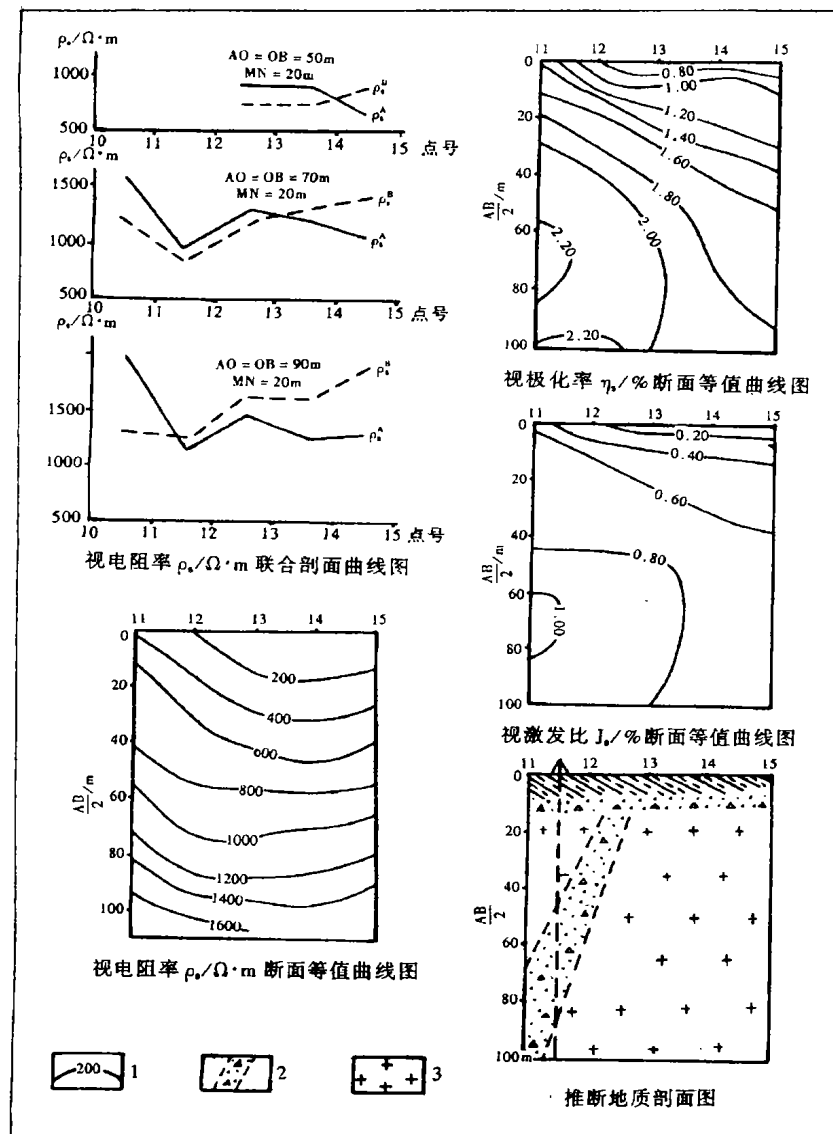 ρₛ/Ω·m
AO = OB = 50m
MN = 20m
1000
500
ρₛᴮ
ρₛᴬ
10 11 12 13 14 15 点号
ρₛ/Ω·m
AO = OB = 70m
MN = 20m
1500
1000
500
ρₛᴮ
ρₛᴬ
10 11 12 13 14 15 点号
ρₛ/Ω·m
AO = OB = 90m
MN = 20m
1500
1000
500
ρₛᴮ
ρₛᴬ
10 11 12 13 14 15 点号
视电阻率 ρₛ/Ω·m 联合剖面曲线图
11 12 13 14 15
0
20
40
60
80
100
AB/2 /m
200
400
600
800
1000
1200
1400
1600
视电阻率 ρₛ/Ω·m 断面等值曲线图
11 12 13 14 15
0
20
40
60
80
100
AB/2 /m
0.80
1.00
1.20
1.40
1.60
1.80
2.00
2.20
2.20
视极化率 ηₛ/% 断面等值曲线图
11 12 13 14 15
0
20
40
60
80
100
AB/2 /m
0.20
0.40
0.60
0.80
1.00
视激发比 Jₛ/% 断面等值曲线图
11 12 13 14 15
0
20
40
60
80
100m
AB/2
推断地质剖面图
200 1
2
3